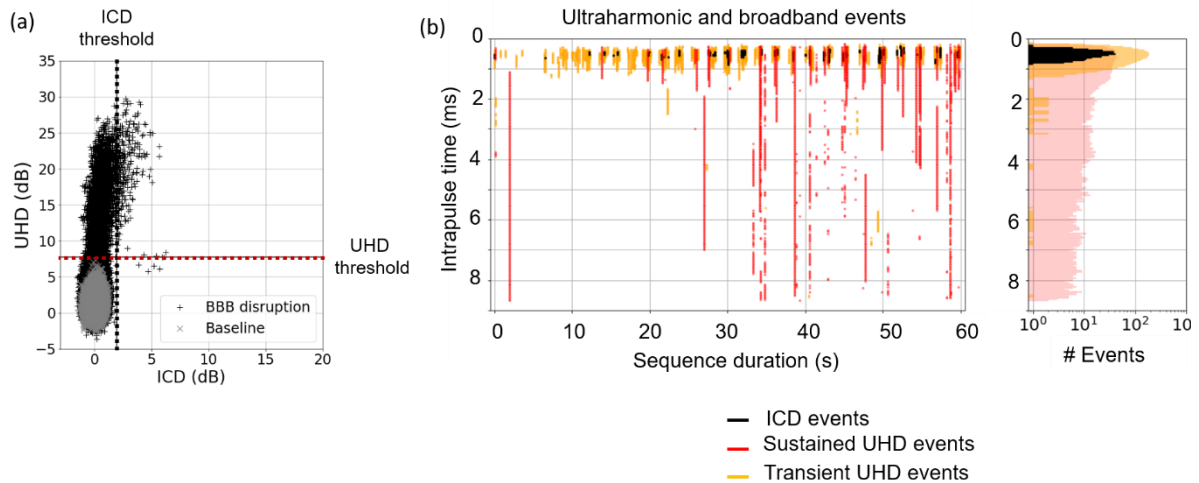 (a)
ICD
threshold
35
30
25
20
15
10
5
0
−5
UHD (dB)
0
5
10
15
20
ICD (dB)
+ BBB disruption
× Baseline
UHD
threshold
(b)
Ultraharmonic and broadband events
0
2
4
6
8
Intrapulse time (ms)
0
10
20
30
40
50
60
Sequence duration (s)
0
2
4
6
8
10⁰
10¹
10²
10³
# Events
ICD events
Sustained UHD events
Transient UHD events